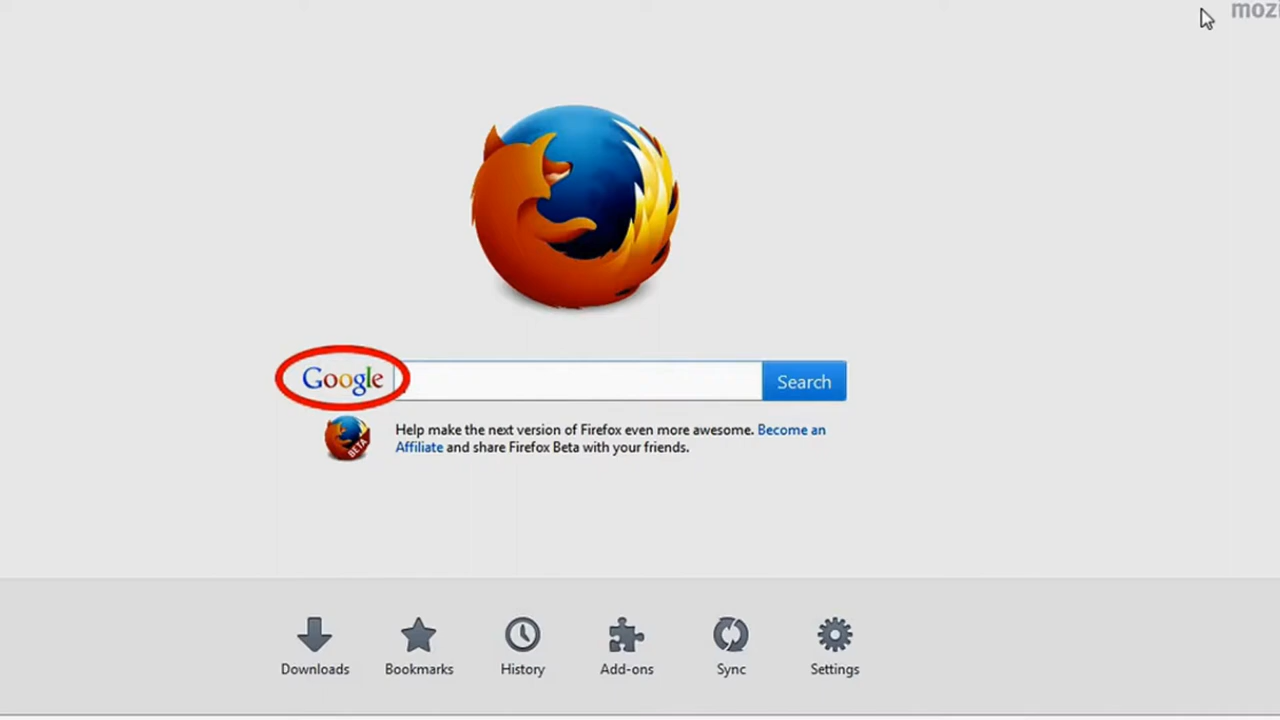 mozi
Google
Search
Help make the next version of Firefox even more awesome. Become an
Affiliate and share Firefox Beta with your friends.
BETA
Downloads Bookmarks History Add-ons Sync Settings